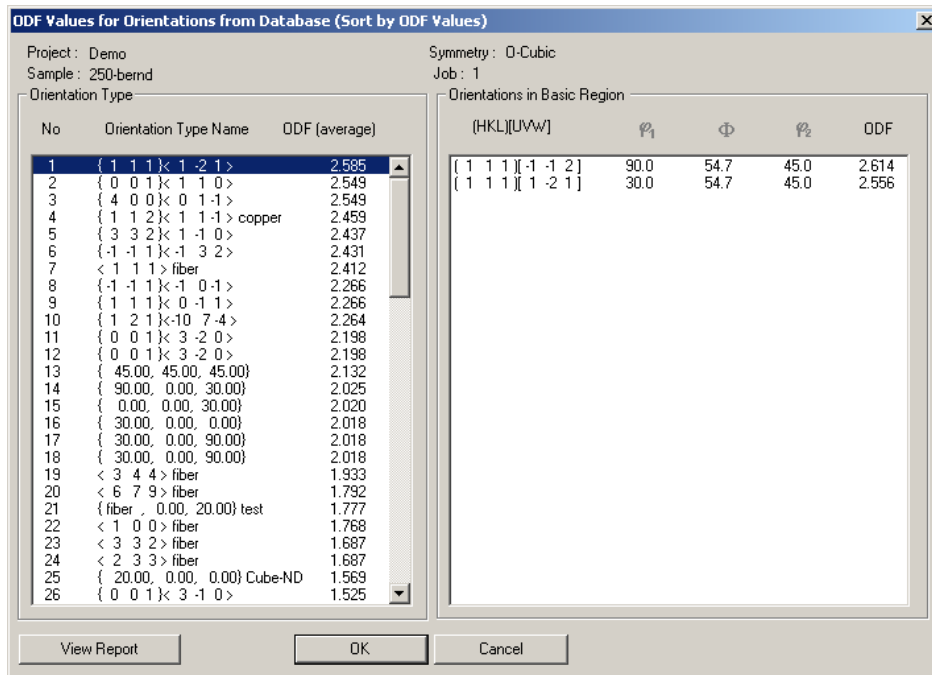 ODF Values for Orientations from Database (Sort by ODF Values)
Project : Demo
Symmetry : O-Cubic
Sample : 250-bernd
Job : 1
Orientation Type
No Orientation Type Name ODF (average)
1 { 1 1 1}< 1 -2 1> 2.585
2 { 0 0 1}< 1 1 0> 2.549
3 { 4 0 0}< 0 1 -1> 2.549
4 { 1 1 2}< 1 1 -1> copper 2.459
5 { 3 3 2}< 1 -1 0> 2.437
6 {-1 -1 1}<-1 3 2> 2.431
7 < 1 1 1> fiber 2.412
8 {-1 -1 1}<-1 0 -1> 2.266
9 { 1 1 1}< 0 -1 1> 2.266
10 { 1 2 1}<-10 7 -4> 2.264
11 { 0 0 1}< 3 -2 0> 2.198
12 { 0 0 1}< 3 -2 0> 2.198
13 { 45.00, 45.00, 45.00} 2.132
14 { 90.00, 0.00, 30.00} 2.025
15 { 0.00, 0.00, 30.00} 2.020
16 { 30.00, 0.00, 0.00} 2.018
17 { 30.00, 0.00, 90.00} 2.018
18 { 30.00, 0.00, 90.00} 2.018
19 < 3 4 4> fiber 1.933
20 < 6 7 9> fiber 1.792
21 {fiber , 0.00, 20.00} test 1.777
22 < 1 0 0> fiber 1.768
23 < 3 3 2> fiber 1.687
24 < 2 3 3> fiber 1.687
25 { 20.00, 0.00, 0.00} Cube-ND 1.569
26 { 0 0 1}< 3 -1 0> 1.525
Orientations in Basic Region
(HKL)[UVW] φ1 Φ φ2 ODF
( 1 1 1)[ -1 -1 2] 90.0 54.7 45.0 2.614
( 1 1 1)[ 1 -2 1] 30.0 54.7 45.0 2.556
View Report
OK
Cancel